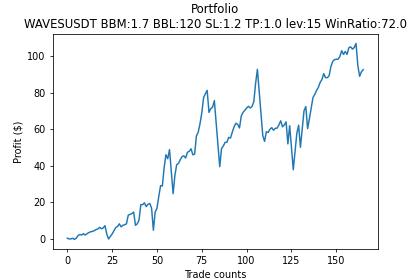 Portfolio
WAVESUSDT BBM:1.7 BBL:120 SL:1.2 TP:1.0 lev:15 WinRatio:72.0
Profit ($)
100
80
60
40
20
0
0 25 50 75 100 125 150
Trade counts